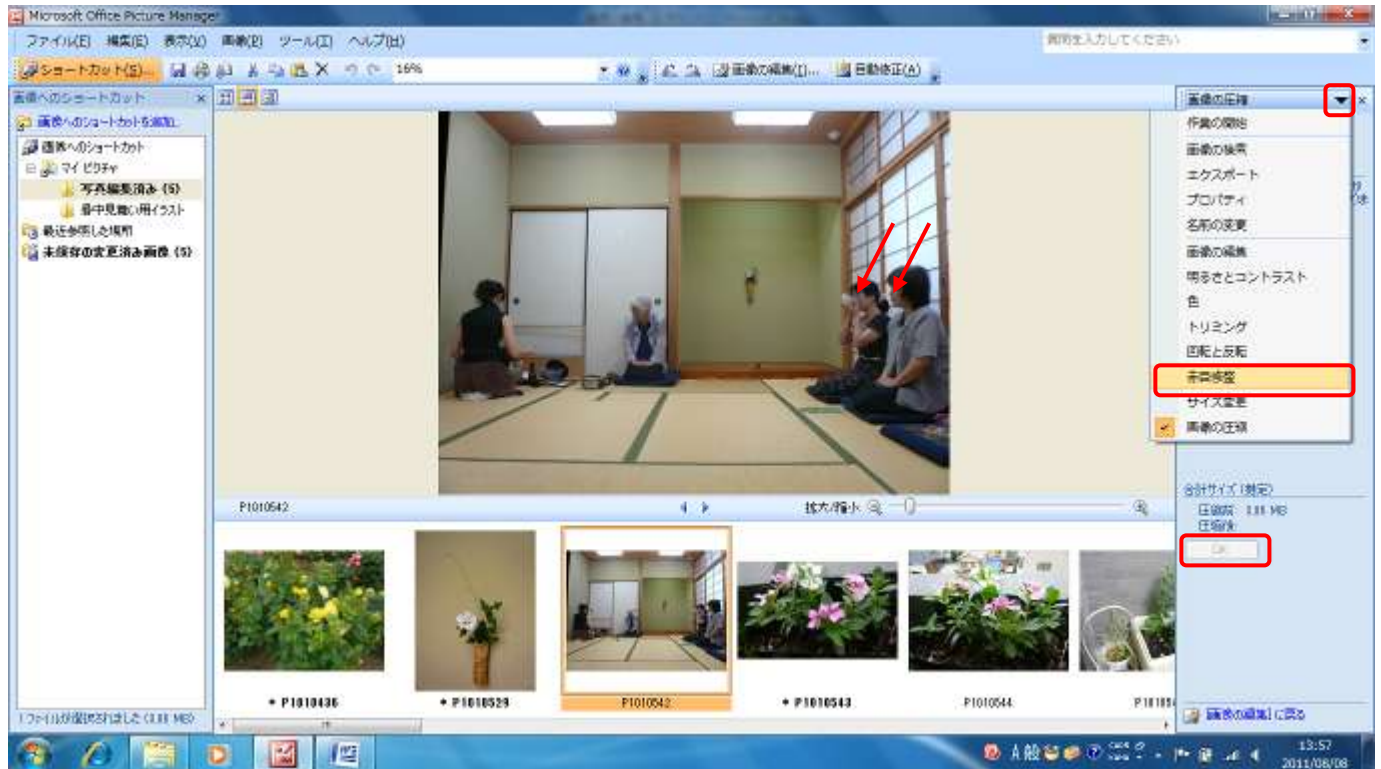 Microsoft Office Picture Manager
ファイル(F) 編集(E) 表示(V) 画像(P) ツール(T) ヘルプ(H)
質問を入力してください
ショートカット(S)...
16%
画像の編集(I)...
自動修正(A)
画像へのショートカット
画像へのショートカットを追加...
画像へのショートカット
マイ ピクチャ
写真編集済み (5)
暑中見舞い用イラスト
最近参照した場所
未保存の変更済み画像 (5)
画像の圧縮
作業の開始
画像の検索
エクスポート
プロパティ
名前の変更
画像の編集
明るさとコントラスト
色
トリミング
回転と反転
赤目修整
サイズ変更
画像の圧縮
合計サイズ (推定)
圧縮前
MB
圧縮後:
OK
P1010542
拡大/縮小
P1010436
P1010529
P1010542
P1010543
P1010544
[画像の編集] に戻る
1 ファイルが選択されました
A 般
13:57
2011/08/08